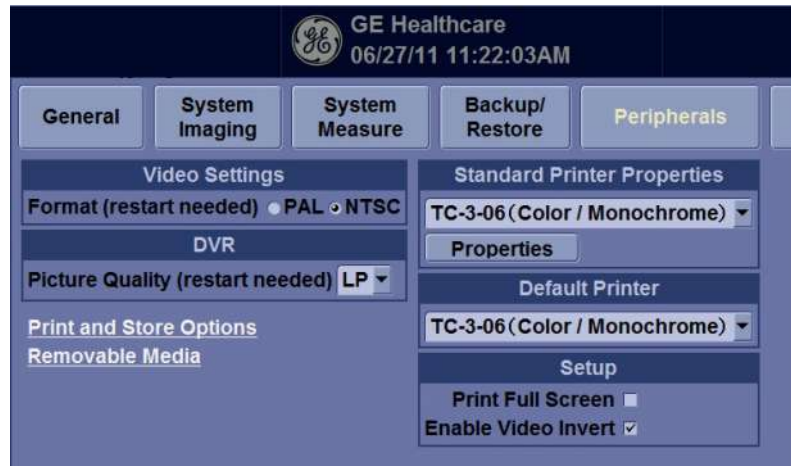 GE Healthcare
06/27/11 11:22:03AM
General
System Imaging
System Measure
Backup/ Restore
Peripherals
Video Settings
Format (restart needed) PAL NTSC
DVR
Picture Quality (restart needed) LP
Print and Store Options
Removable Media
Standard Printer Properties
TC-3-06(Color / Monochrome)
Properties
Default Printer
TC-3-06(Color / Monochrome)
Setup
Print Full Screen
Enable Video Invert